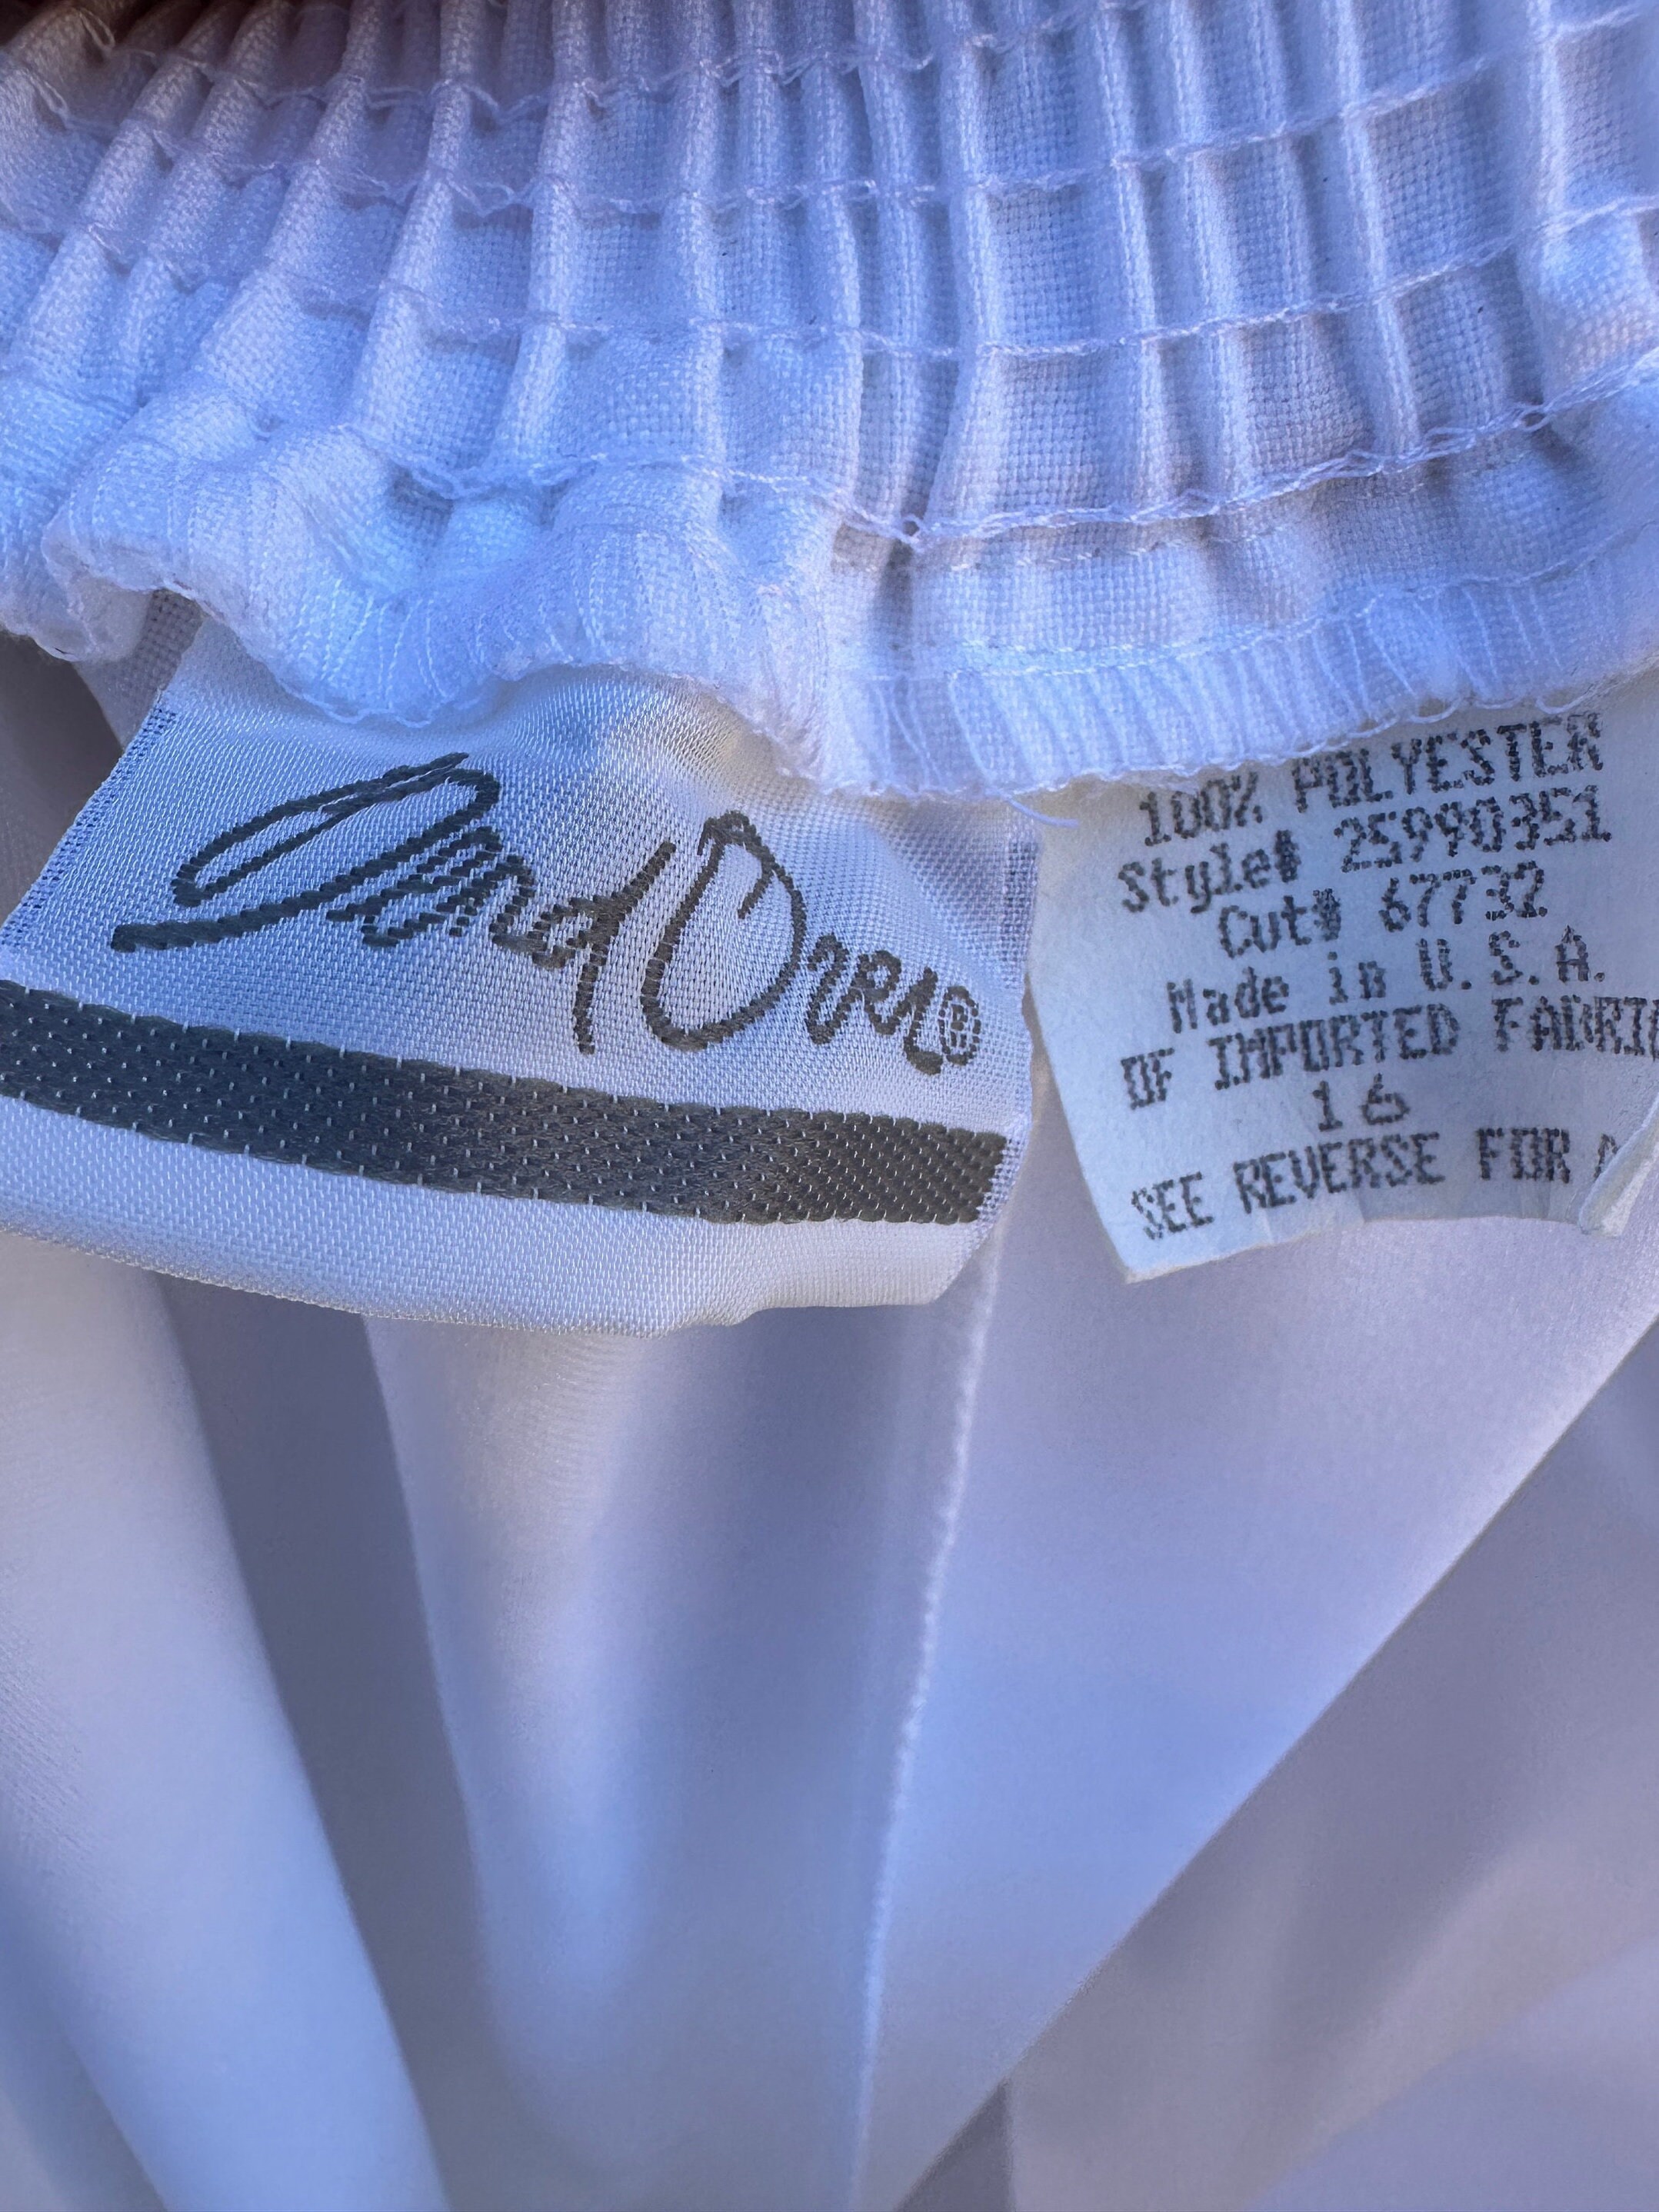 100% POLYESTER
Style# 25990351
Cut# 67732
Made in U.S.A.
OF IMPORTED FABRIC
16
SEE REVERSE FOR